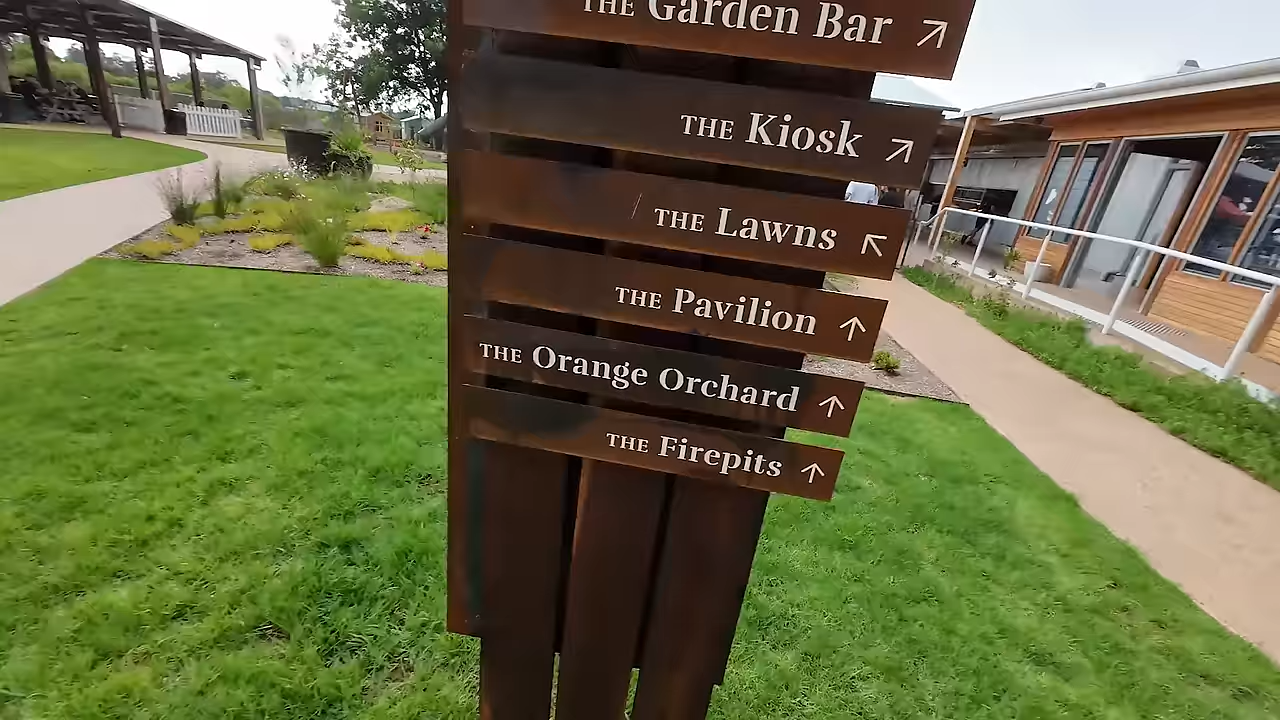 THE Garden Bar ↗
THE Kiosk ↗
THE Lawns ↖
THE Pavilion ↑
THE Orange Orchard ↑
THE Firepits ↑